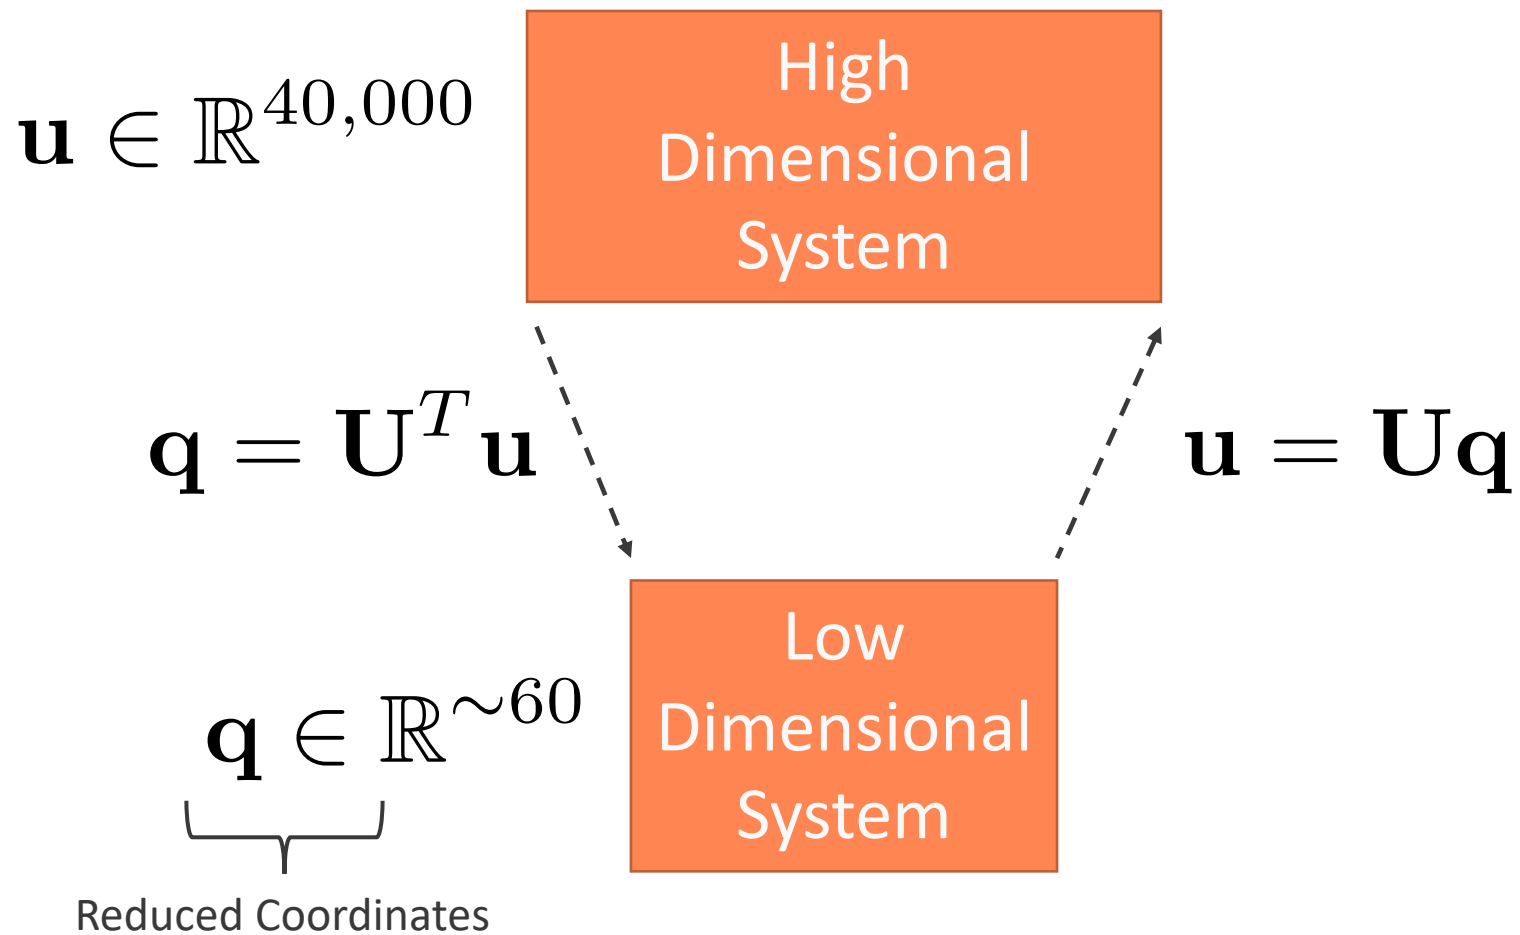 High
Dimensional
System
𝐮 ∈ ℝ^{40,000}
𝐪 = 𝐔^T 𝐮
𝐮 = 𝐔𝐪
Low
Dimensional
System
𝐪 ∈ ℝ^{∼60}
Reduced Coordinates